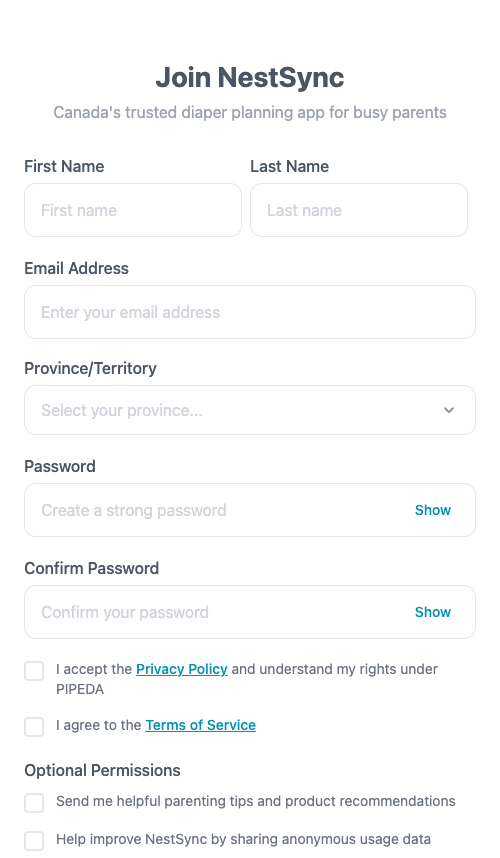 Join NestSync
Canada's trusted diaper planning app for busy parents
First Name
Last Name
First name
Last name
Email Address
Enter your email address
Province/Territory
Select your province...
Password
Create a strong password
Show
Confirm Password
Confirm your password
Show
I accept the Privacy Policy and understand my rights under
PIPEDA
I agree to the Terms of Service
Optional Permissions
Send me helpful parenting tips and product recommendations
Help improve NestSync by sharing anonymous usage data